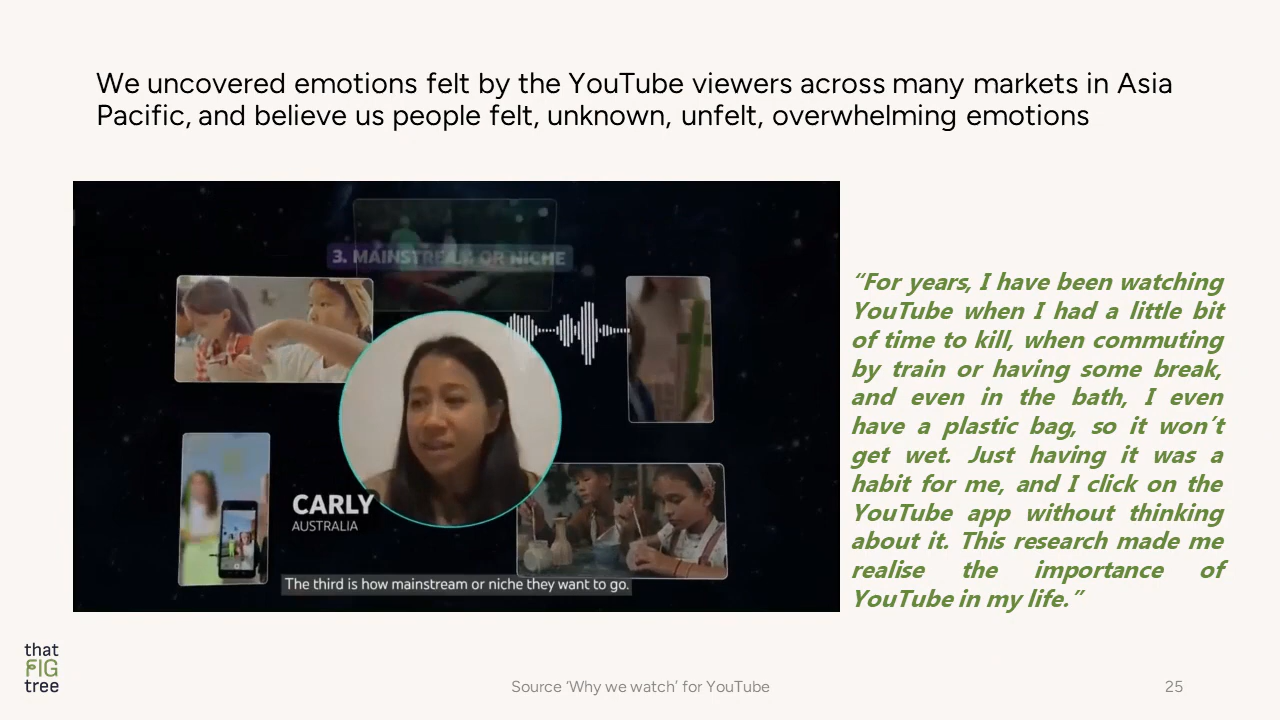 We uncovered emotions felt by the YouTube viewers across many markets in Asia
Pacific, and believe us people felt, unknown, unfelt, overwhelming emotions
3. MAINSTREAM OR NICHE
CARLY
AUSTRALIA
The third is how mainstream or niche they want to go.
“For years, I have been watching
YouTube when I had a little bit
of time to kill, when commuting
by train or having some break,
and even in the bath, I even
have a plastic bag, so it won’t
get wet. Just having it was a
habit for me, and I click on the
YouTube app without thinking
about it. This research made me
realise the importance of
YouTube in my life.”
that
FIG
tree
Source ‘Why we watch’ for YouTube
25